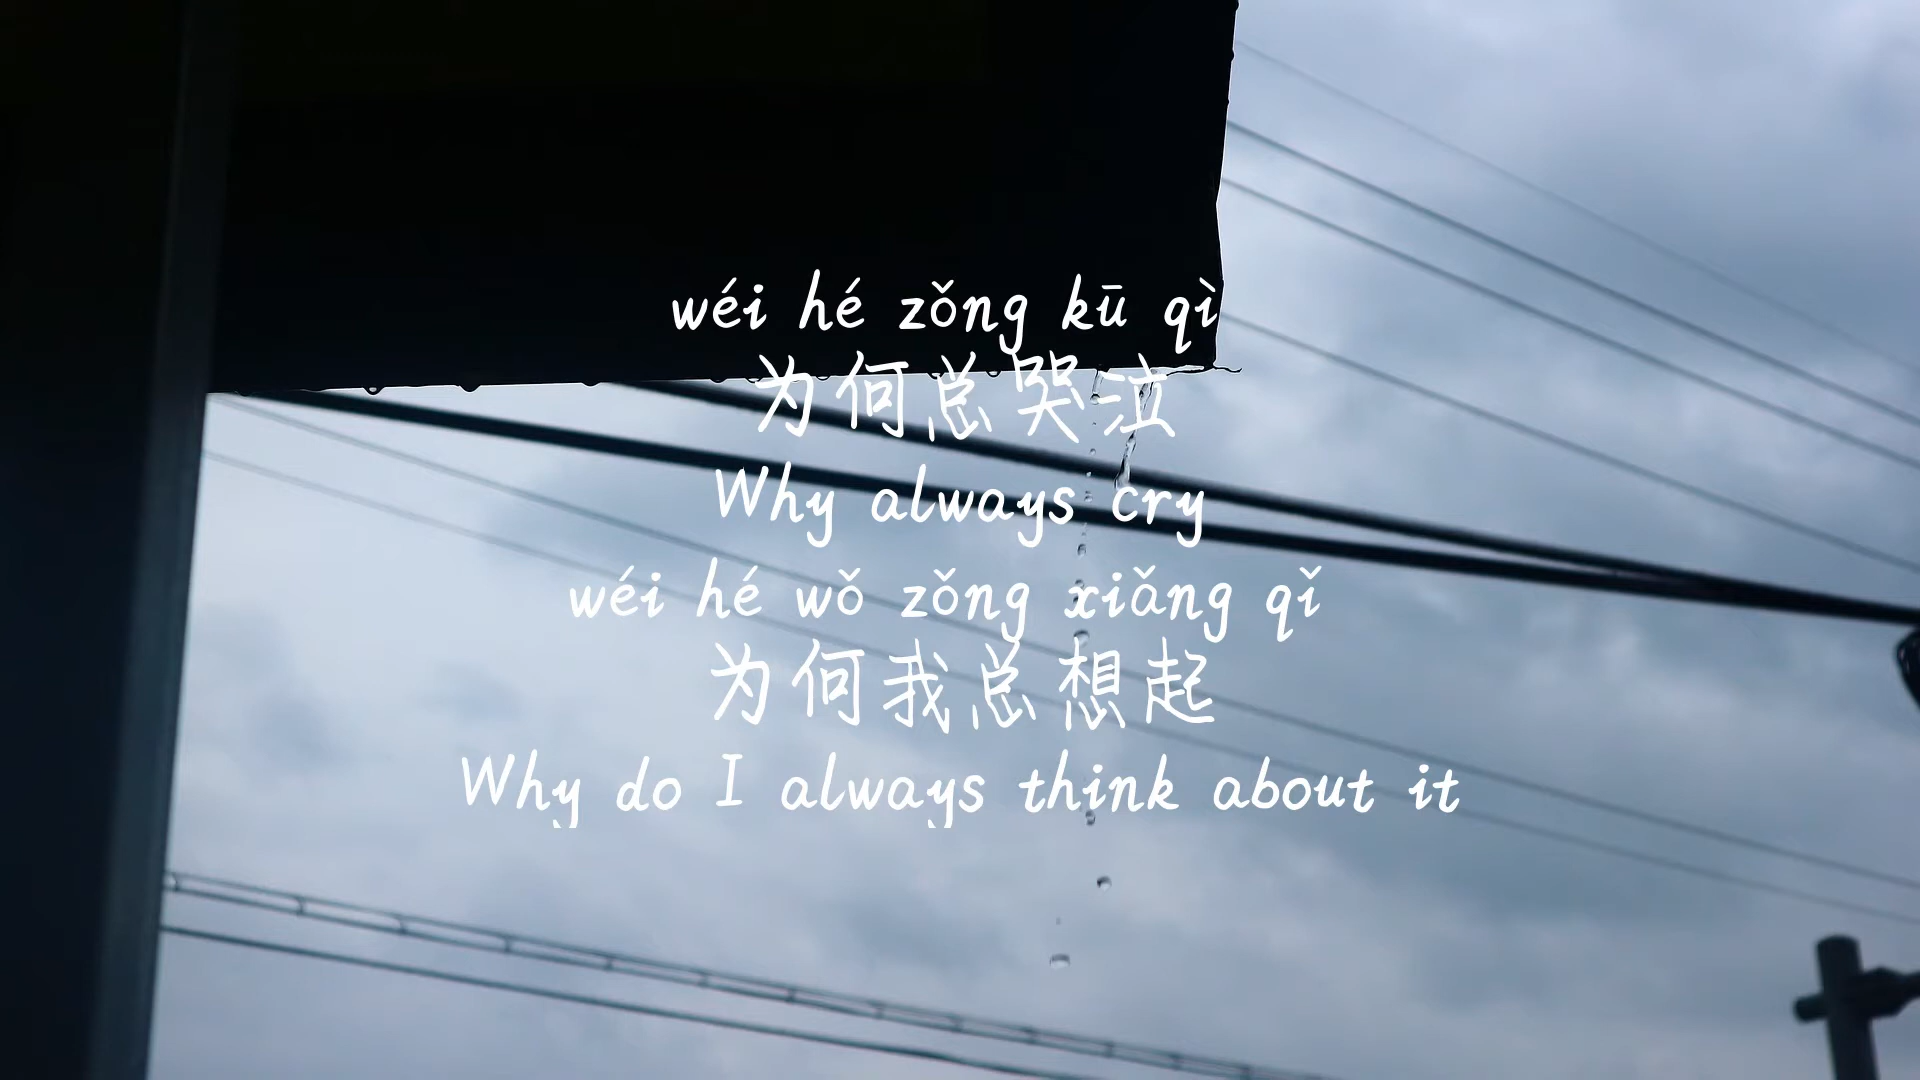 wéi hé zǒng kū qì
为何总哭泣
Why always cry
wéi hé wǒ zǒng xiǎng qǐ
为何我总想起
Why do I always think about it